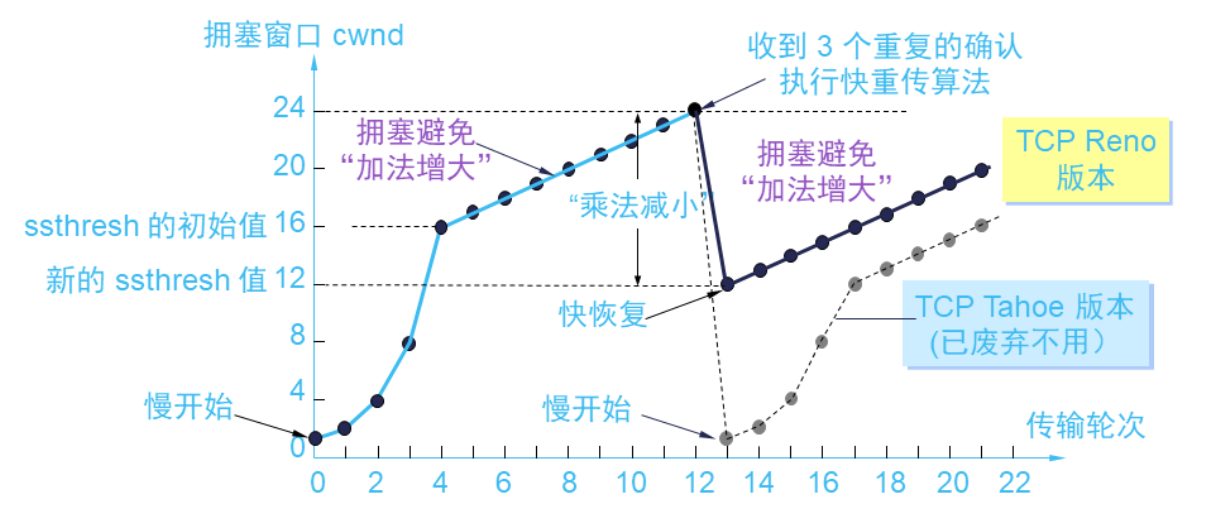 拥塞窗口 cwnd
收到 3 个重复的确认
执行快重传算法
24
拥塞避免
“加法增大”
拥塞避免
“加法增大”
TCP Reno
版本
20
“乘法减小”
ssthresh 的初始值 16
新的 ssthresh 值 12
快恢复
TCP Tahoe 版本
(已废弃不用）
8
4
慢开始
慢开始
传输轮次
0
0 2 4 6 8 10 12 14 16 18 20 22